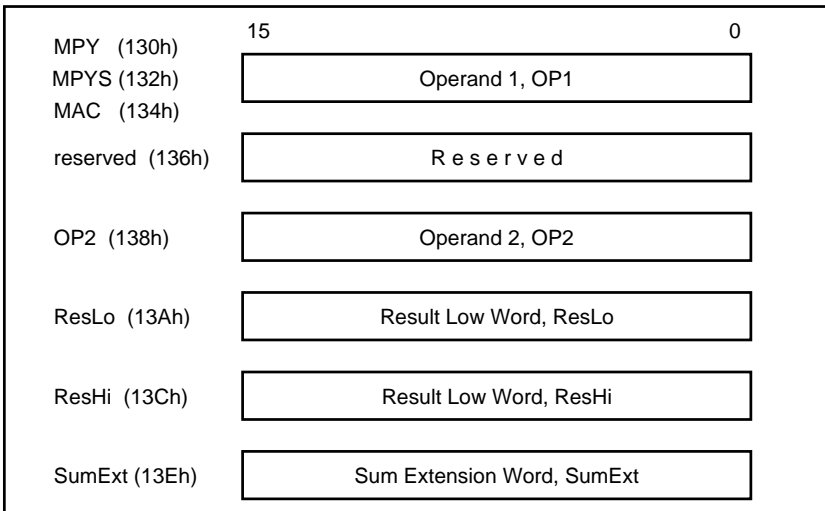 15 0
MPY (130h)
MPYS (132h) Operand 1, OP1
MAC (134h)
reserved (136h) R e s e r v e d
OP2 (138h) Operand 2, OP2
ResLo (13Ah) Result Low Word, ResLo
ResHi (13Ch) Result Low Word, ResHi
SumExt (13Eh) Sum Extension Word, SumExt